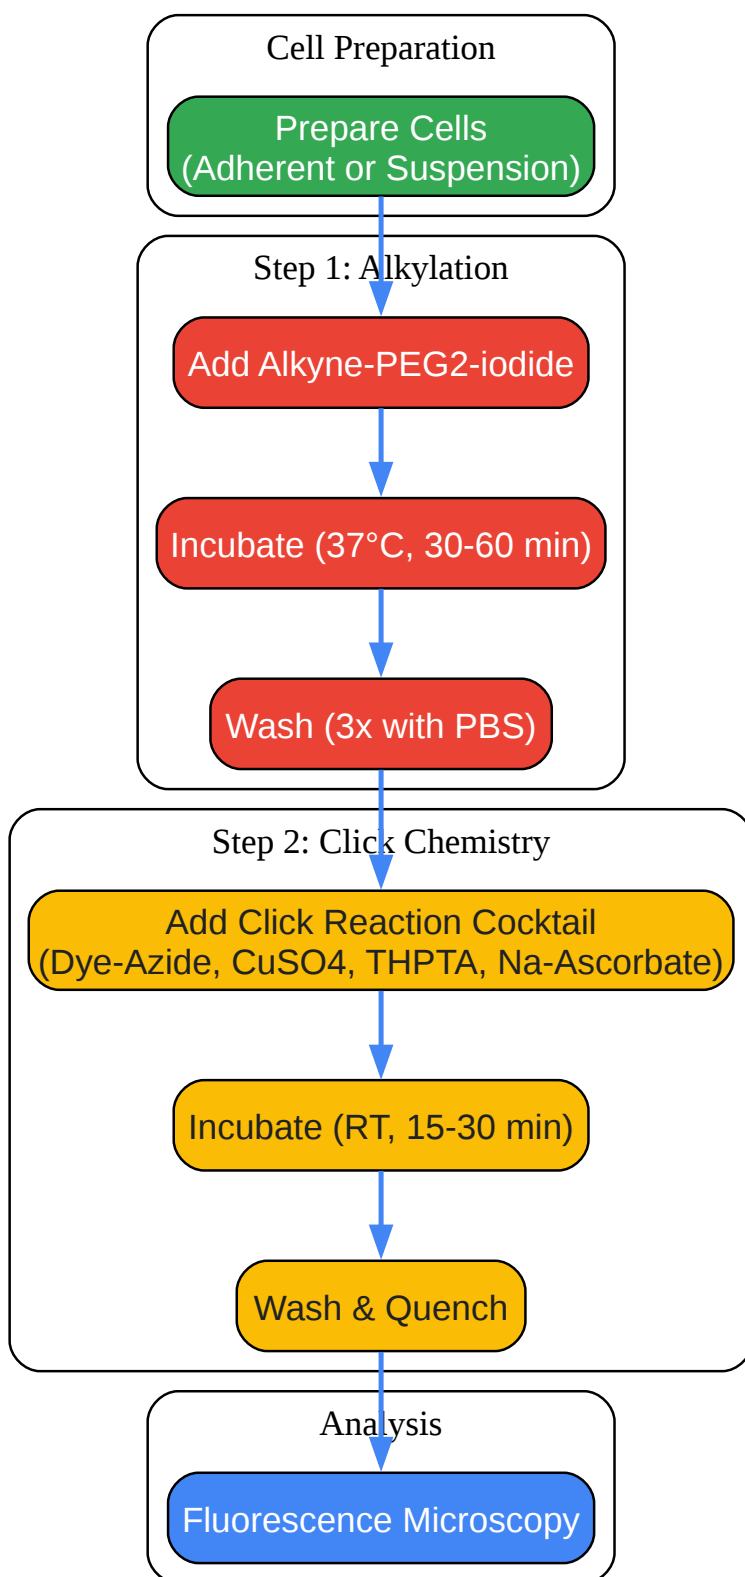 Cell Preparation
Prepare Cells
(Adherent or Suspension)
Step 1: Alkylation
Add Alkyne-PEG2-iodide
Incubate (37°C, 30-60 min)
Wash (3x with PBS)
Step 2: Click Chemistry
Add Click Reaction Cocktail
(Dye-Azide, CuSO4, THPTA, Na-Ascorbate)
Incubate (RT, 15-30 min)
Wash & Quench
Analysis
Fluorescence Microscopy